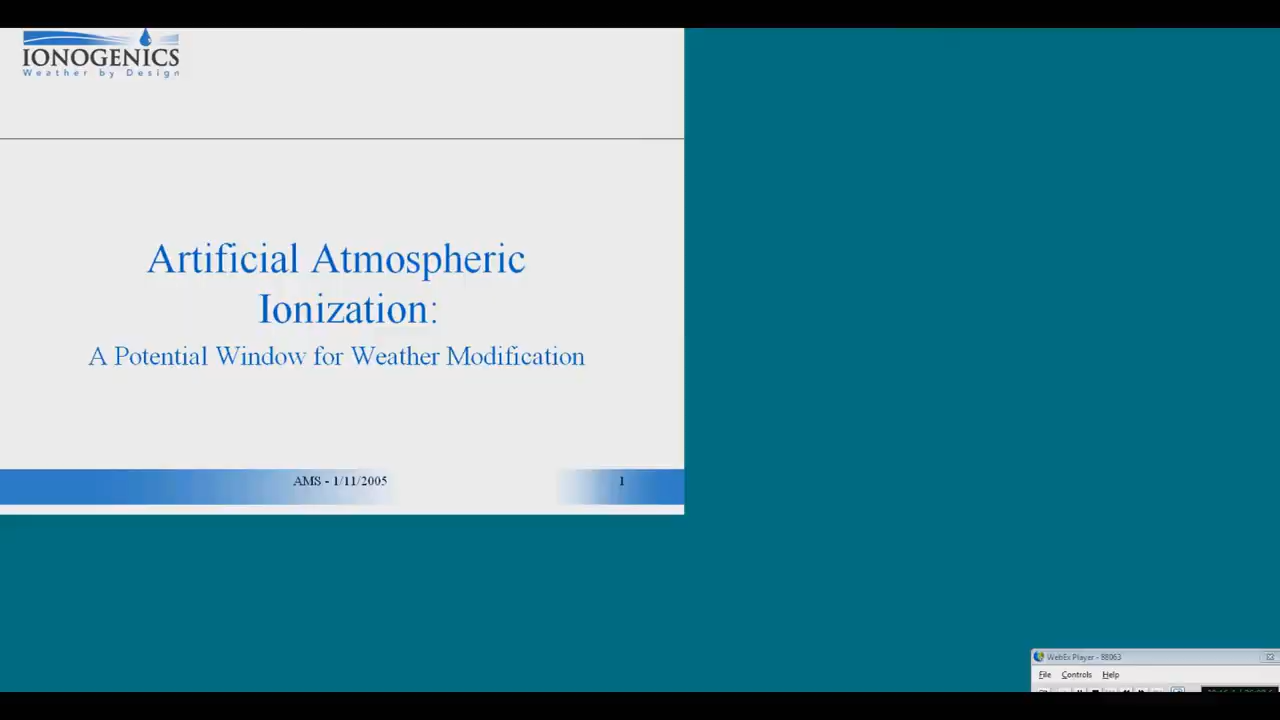 IONOGENICS
Weather by Design
Artificial Atmospheric
Ionization:
A Potential Window for Weather Modification
AMS - 1/11/2005
1
WebEx Player - 88063
File Controls Help